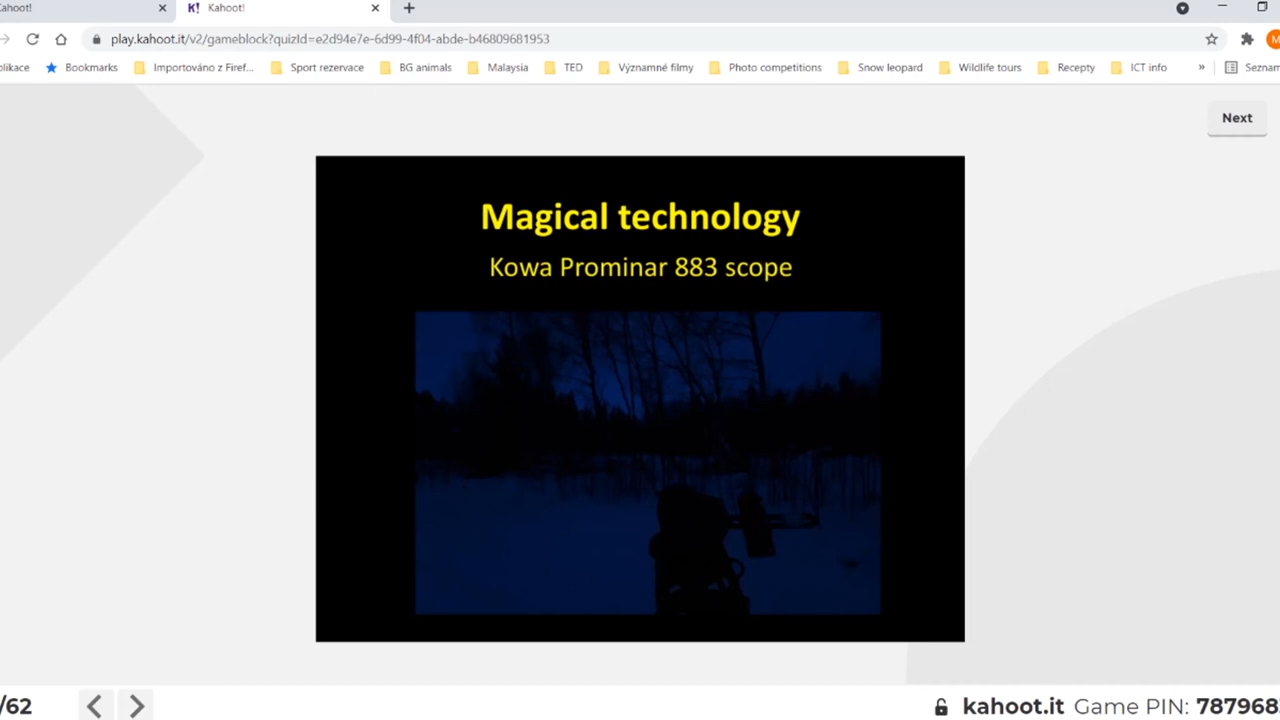 Kahoot!
K! Kahoot!
play.kahoot.it/v2/gameblock?quizId=e2d94e7e-6d99-4f04-abde-b46809681953
plikace Bookmarks Importováno z Firef... Sport rezervace BG animals Malaysia TED Významné filmy Photo competitions Snow leopard Wildlife tours Recepty ICT info » Seznam
Next
Magical technology
Kowa Prominar 883 scope
/62
kahoot.it Game PIN: 787968